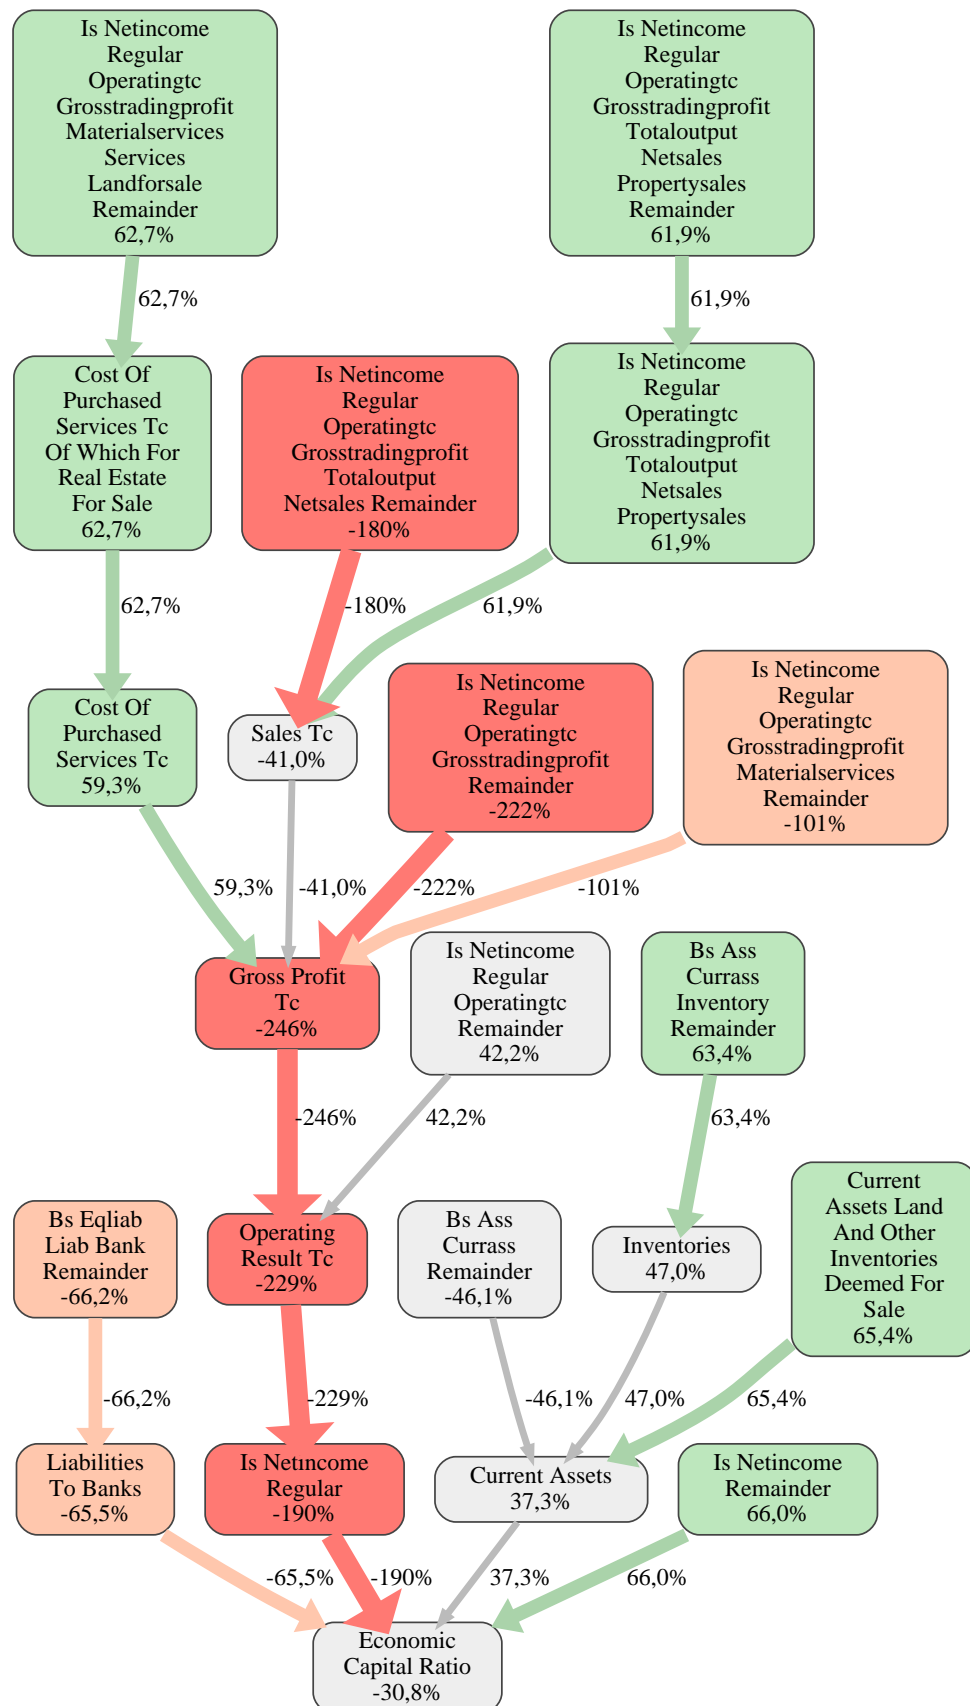 Is Netincome
Regular
Operatingtc
Grosstradingprofit
Materialservices
Services
Landforsale
Remainder
62,7%
Is Netincome
Regular
Operatingtc
Grosstradingprofit
Totaloutput
Netsales
Propertysales
Remainder
61,9%
62,7%
61,9%
Cost Of
Purchased
Services Tc
Of Which For
Real Estate
For Sale
62,7%
Is Netincome
Regular
Operatingtc
Grosstradingprofit
Totaloutput
Netsales Remainder
-180%
Is Netincome
Regular
Operatingtc
Grosstradingprofit
Totaloutput
Netsales
Propertysales
61,9%
62,7%
-180%
61,9%
Cost Of
Purchased
Services Tc
59,3%
Sales Tc
-41,0%
Is Netincome
Regular
Operatingtc
Grosstradingprofit
Remainder
-222%
Is Netincome
Regular
Operatingtc
Grosstradingprofit
Materialservices
Remainder
-101%
59,3%
-41,0%
-222%
-101%
Gross Profit
Tc
-246%
Is Netincome
Regular
Operatingtc
Remainder
42,2%
Bs Ass
Currass
Inventory
Remainder
63,4%
-246%
42,2%
63,4%
Bs Eqliab
Liab Bank
Remainder
-66,2%
Operating
Result Tc
-229%
Bs Ass
Currass
Remainder
-46,1%
Inventories
47,0%
Current
Assets Land
And Other
Inventories
Deemed For
Sale
65,4%
-66,2%
-229%
-46,1%
47,0%
65,4%
Liabilities
To Banks
-65,5%
Is Netincome
Regular
-190%
Current Assets
37,3%
Is Netincome
Remainder
66,0%
-65,5%
-190%
37,3%
66,0%
Economic
Capital Ratio
-30,8%